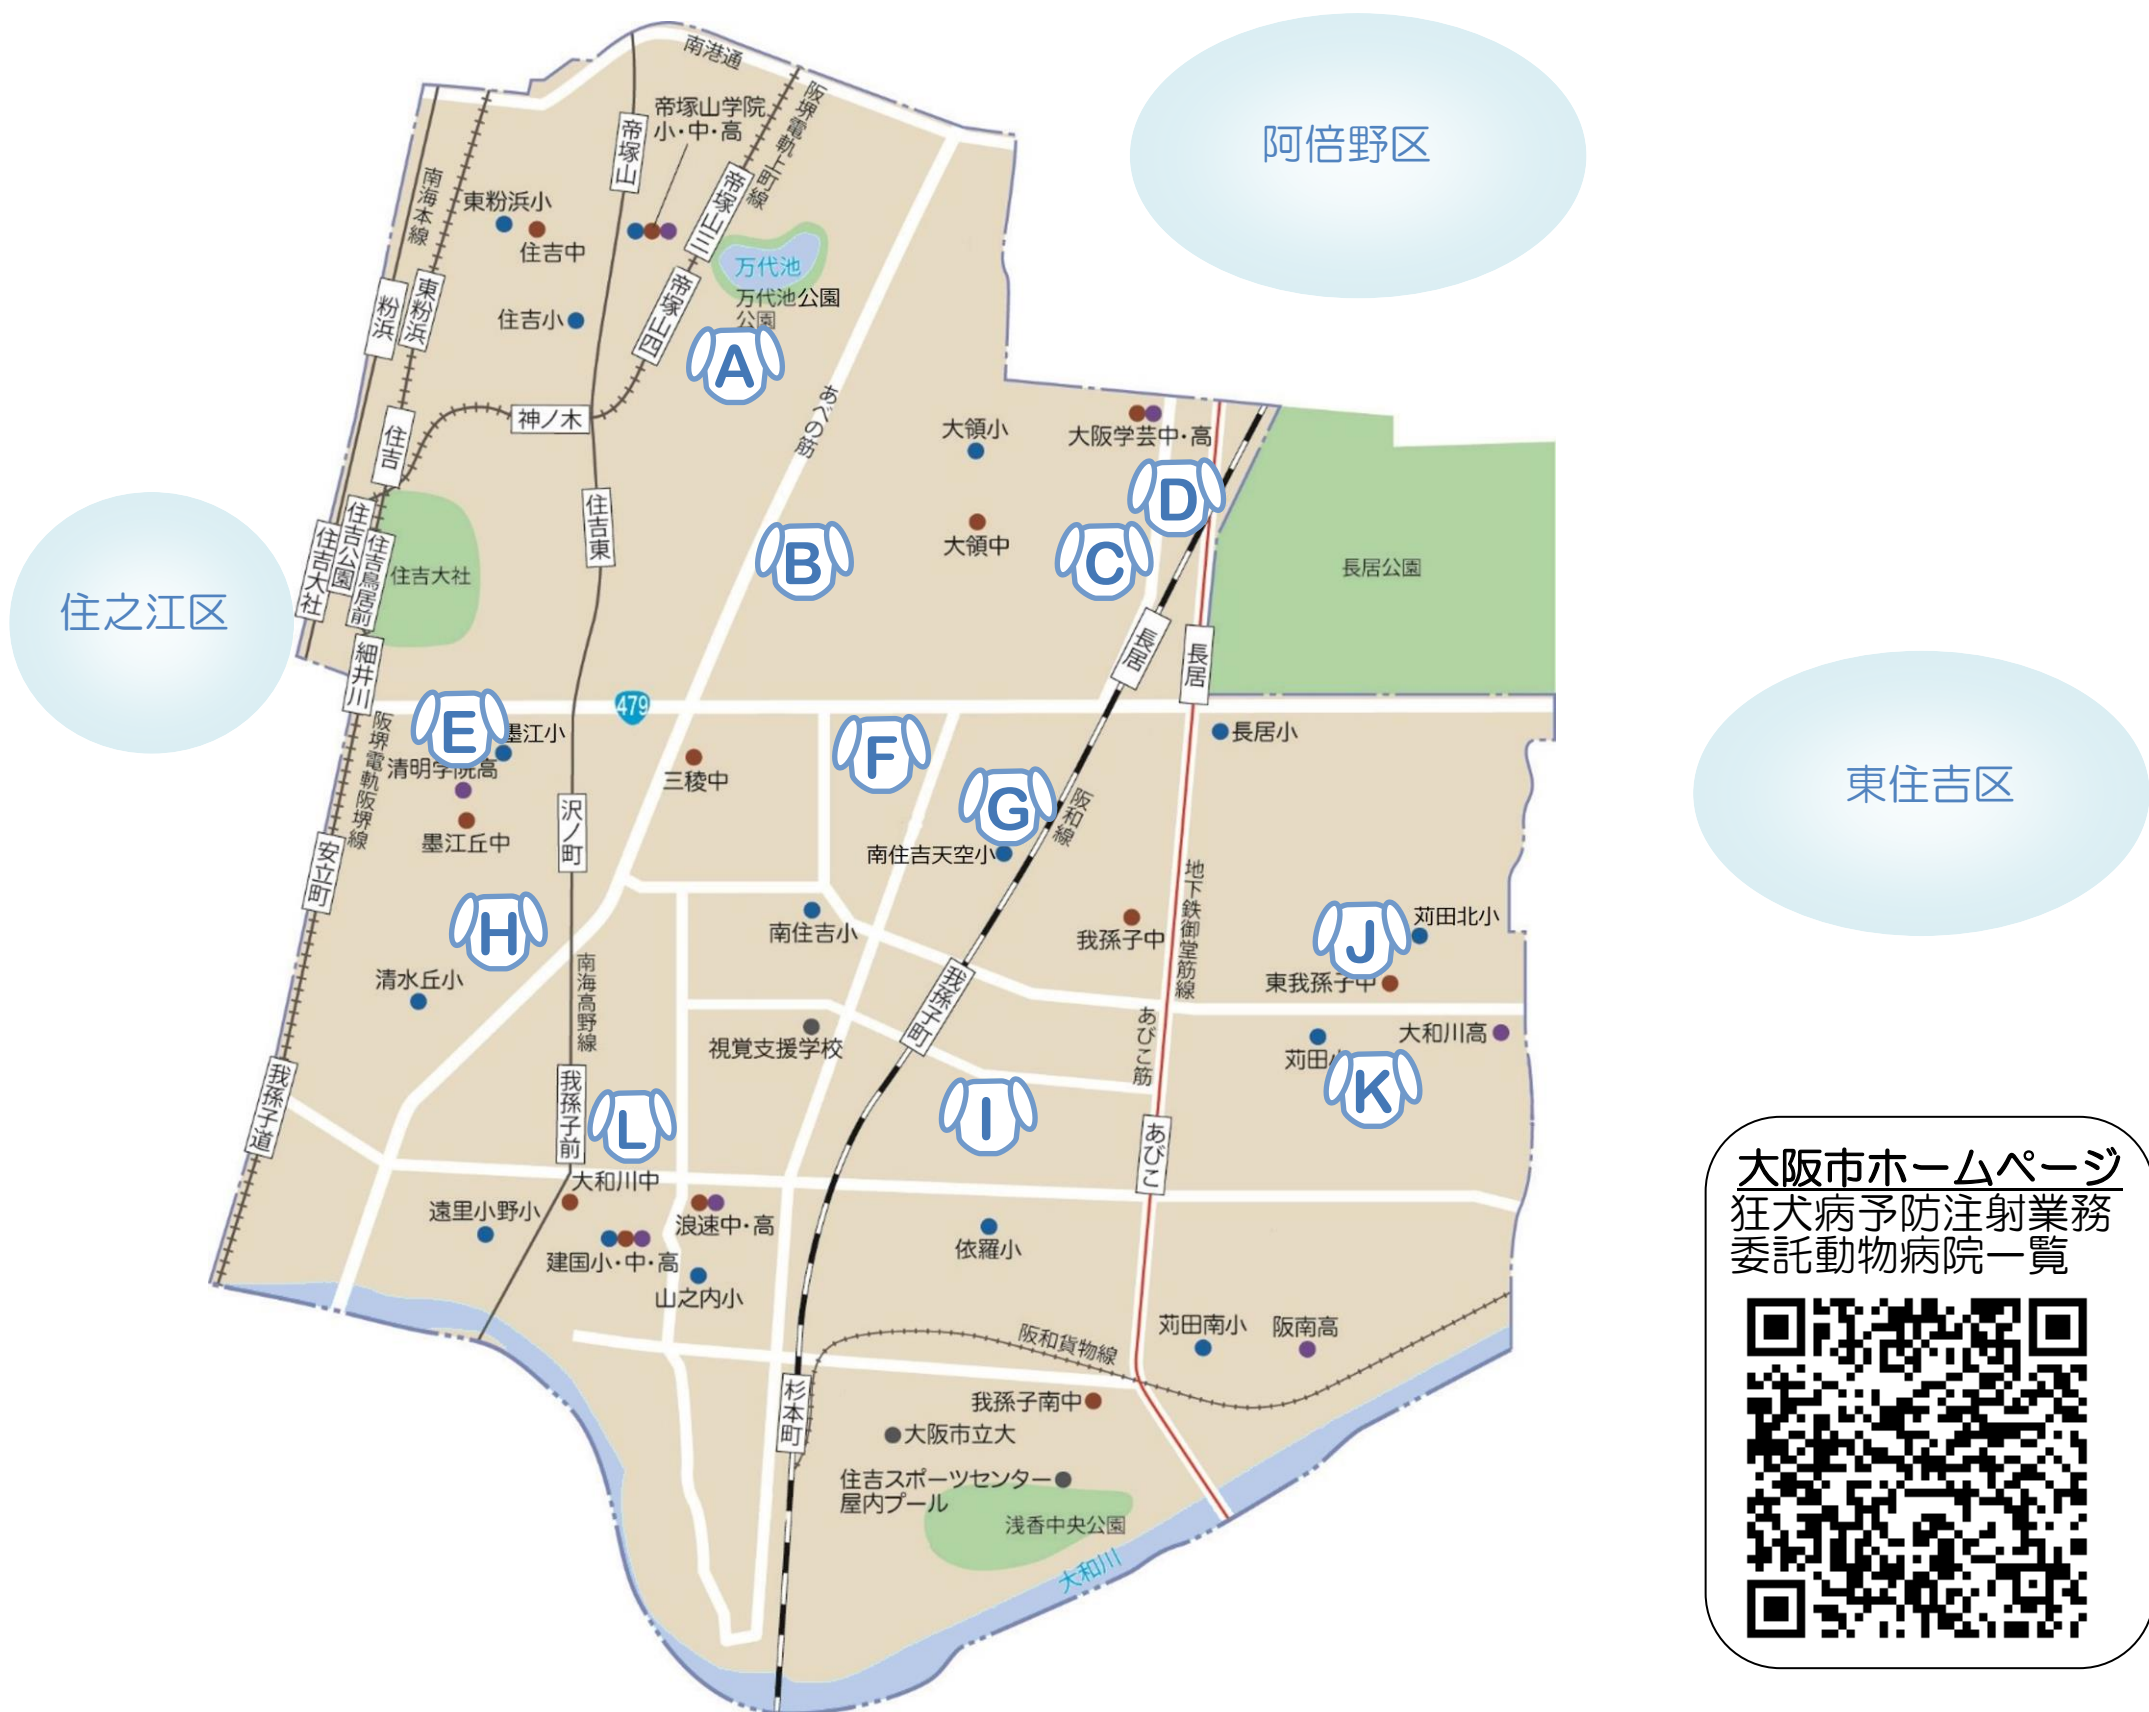 南港通
阪堺電軌上町線
帝塚山学院
小・中・高
帝塚山
阿倍野区
南海本線
東粉浜小
住吉中
帝塚山三
万代池
万代池公園
公園
帝塚山四
東粉浜
粉浜
住吉小
A
あべの筋
神ノ木
住吉
大領小
大阪学芸中・高
D
大領中
住吉東
B
C
住吉公園
住吉大社
住吉鳥居前
住吉大社
長居公園
住之江区
長居
長居
細井川
479
E
墨江小
清明学院高
阪堺電軌阪堺線
F
長居小
三稜中
G
阪和線
東住吉区
墨江丘中
沢ノ町
南住吉天空小
安立町
地下鉄御堂筋線
H
南住吉小
我孫子中
J
苅田北小
清水丘小
南海高野線
我孫子町
東我孫子中
視覚支援学校
あびこ筋
大和川高
苅田小
K
我孫子道
我孫子前
L
I
あびこ
大和川中
遠里小野小
浪速中・高
建国小・中・高
依羅小
山之内小
苅田南小
阪南高
阪和貨物線
杉本町
我孫子南中
大阪市立大
住吉スポーツセンター
屋内プール
浅香中央公園
大和川
大阪市ホームページ
狂犬病予防注射業務
委託動物病院一覧